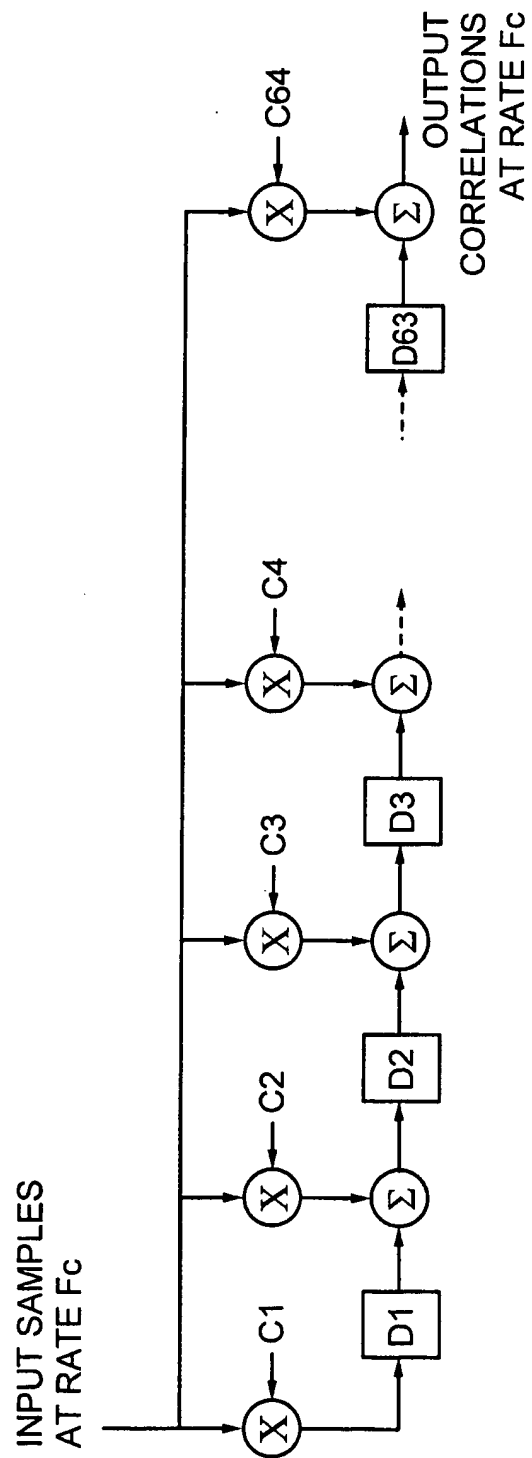 INPUT SAMPLES
AT RATE Fc
C1
C2
C3
C4
C64
X
X
X
X
X
D1
Σ
D2
Σ
D3
Σ
D63
Σ
OUTPUT
CORRELATIONS
AT RATE Fc